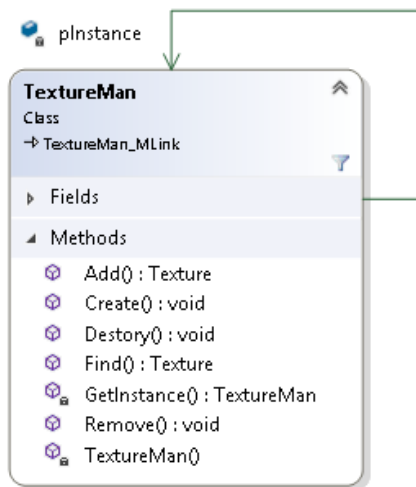 pInstance
TextureMan
Class
TextureMan_MLink
Fields
Methods
Add() : Texture
Create() : void
Destory() : void
Find() : Texture
GetInstance() : TextureMan
Remove() : void
TextureMan()